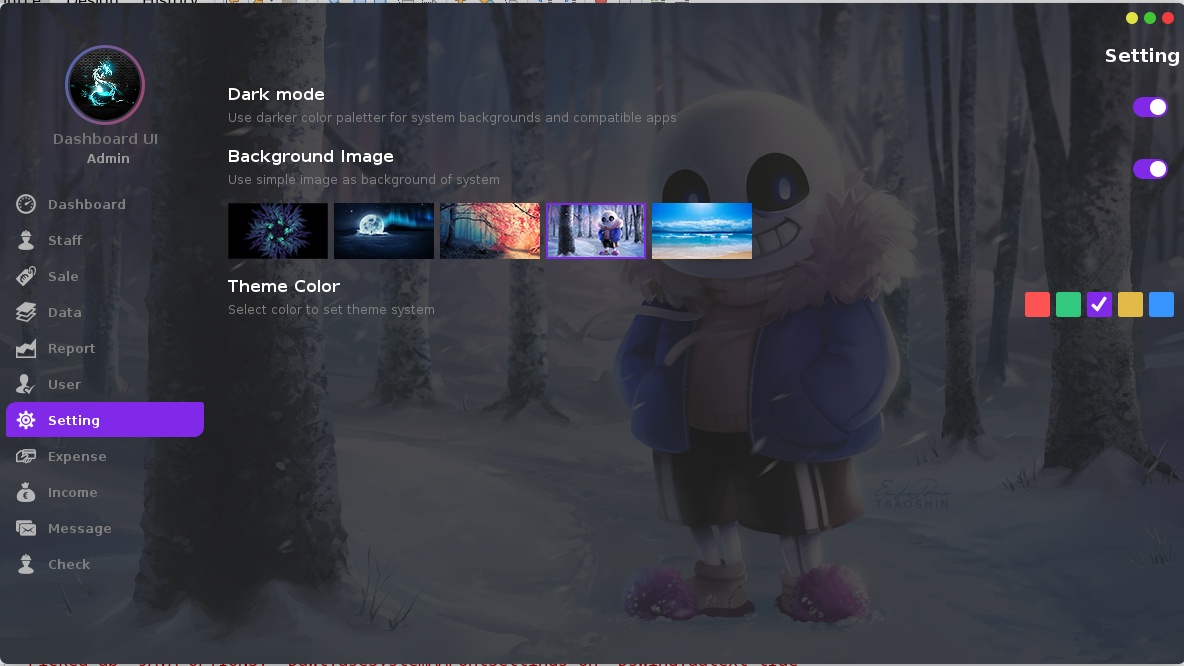 Design
History
Setting
Dashboard UI
Admin
Dashboard
Staff
Sale
Data
Report
User
Setting
Expense
Income
Message
Check
Dark mode
Use darker color paletter for system backgrounds and compatible apps
Background Image
Use simple image as background of system
Theme Color
Select color to set theme system
TSAOSHIN